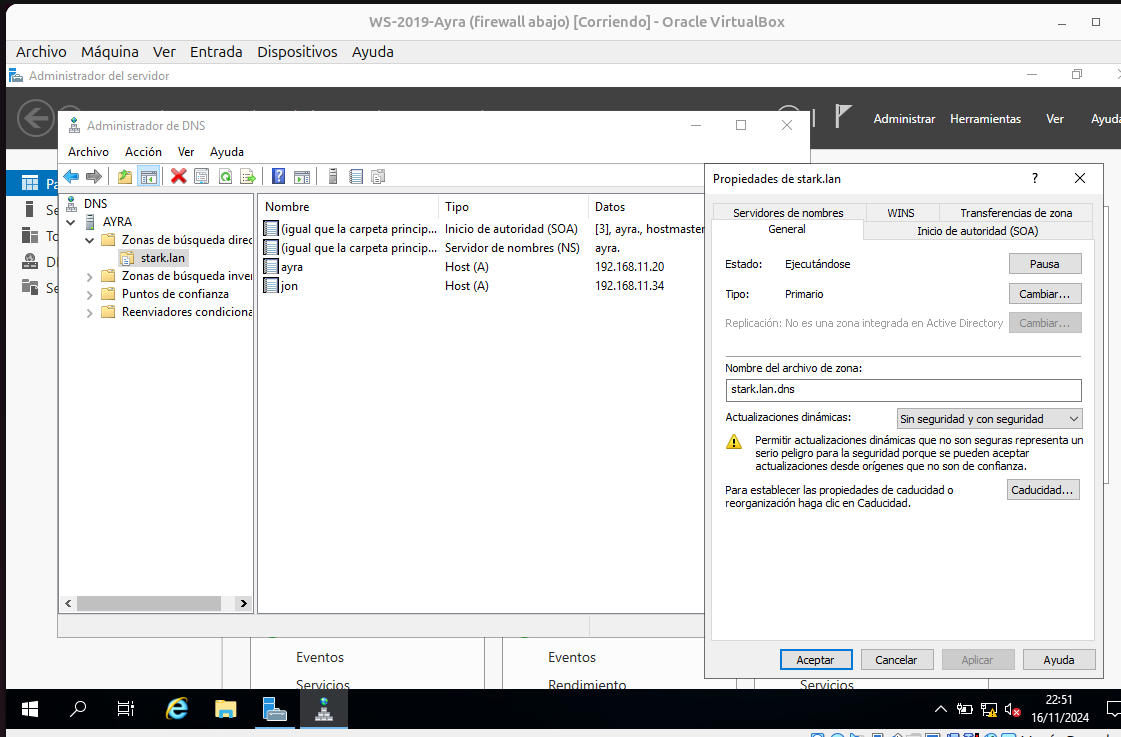 WS-2019-Ayra (firewall abajo) [Corriendo] - Oracle VirtualBox
Archivo Máquina Ver Entrada Dispositivos Ayuda
Administrador del servidor
Administrar Herramientas Ver Ayuda
Administrador de DNS
Archivo Acción Ver Ayuda
DNS
AYRA
Zonas de búsqueda direc
stark.lan
Zonas de búsqueda inver
Puntos de confianza
Reenviadores condiciona
Nombre Tipo Datos
(igual que la carpeta princip... Inicio de autoridad (SOA) [3], ayra., hostmaster
(igual que la carpeta princip... Servidor de nombres (NS) ayra.
ayra Host (A) 192.168.11.20
jon Host (A) 192.168.11.34
Propiedades de stark.lan ?
Servidores de nombres WINS Transferencias de zona
General Inicio de autoridad (SOA)
Estado: Ejecutándose Pausa
Tipo: Primario Cambiar...
Replicación: No es una zona integrada en Active Directory Cambiar...
Nombre del archivo de zona:
stark.lan.dns
Actualizaciones dinámicas: Sin seguridad y con seguridad
Permitir actualizaciones dinámicas que no son seguras representa un
serio peligro para la seguridad porque se pueden aceptar
actualizaciones desde orígenes que no son de confianza.
Para establecer las propiedades de caducidad o
reorganización haga clic en Caducidad.
Caducidad...
Aceptar Cancelar Aplicar Ayuda
Eventos Eventos
Servicios Rendimiento Servicios
22:51
16/11/2024